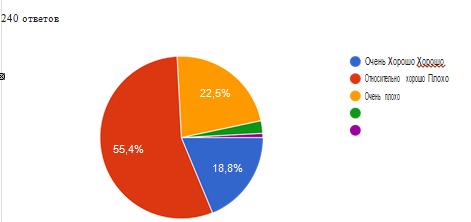 240 ответов
Очень Хорошо Хорошо
Относительно хорошо Плохо
Очень плохо
22,5%
55,4%
18,8%